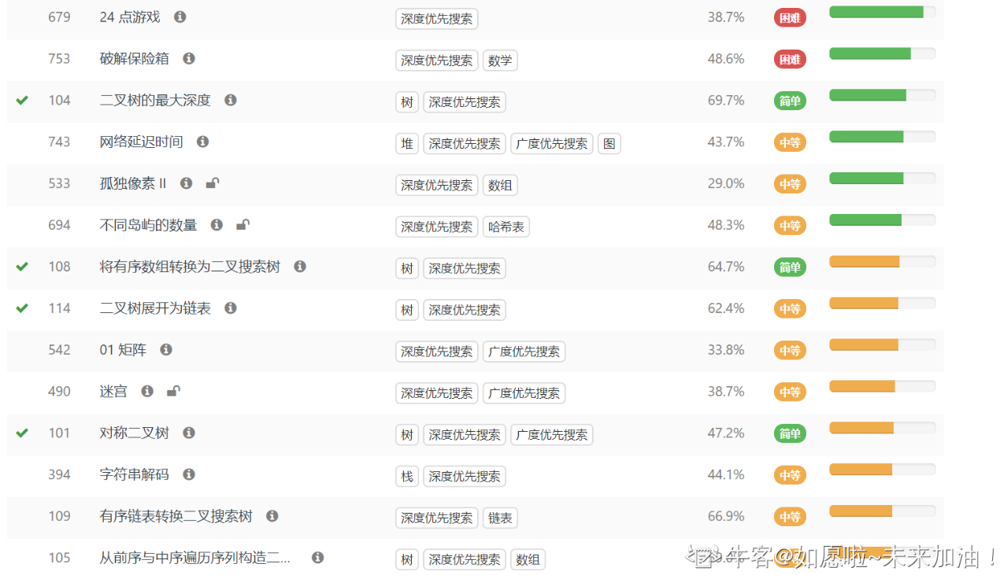 679 24 点游戏 深度优先搜索 38.7% 困难
753 破解保险箱 深度优先搜索 数学 48.6% 困难
104 二叉树的最大深度 树 深度优先搜索 69.7% 简单
743 网络延迟时间 堆 深度优先搜索 广度优先搜索 图 43.7% 中等
533 孤独像素 II 深度优先搜索 数组 29.0% 中等
694 不同岛屿的数量 深度优先搜索 哈希表 48.3% 中等
108 将有序数组转换为二叉搜索树 树 深度优先搜索 64.7% 简单
114 二叉树展开为链表 树 深度优先搜索 62.4% 中等
542 01 矩阵 深度优先搜索 广度优先搜索 33.8% 中等
490 迷宫 深度优先搜索 广度优先搜索 38.7% 中等
101 对称二叉树 树 深度优先搜索 广度优先搜索 47.2% 简单
394 字符串解码 栈 深度优先搜索 44.1% 中等
109 有序链表转换二叉搜索树 深度优先搜索 链表 66.9% 中等
105 从前序与中序遍历序列构造二... 树 深度优先搜索 数组
牛客@如愿啦~未来加油！